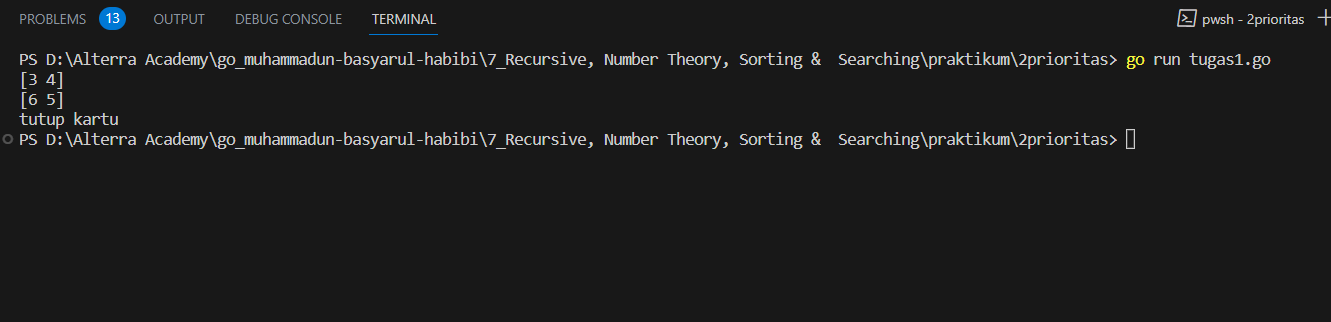 PROBLEMS 13 OUTPUT DEBUG CONSOLE TERMINAL pwsh - 2prioritas
PS D:\Alterra Academy\go_muhammadun-basyarul-habibi\7_Recursive, Number Theory, Sorting &  Searching\praktikum\2prioritas> go run tugas1.go
[3 4]
[6 5]
tutup kartu
PS D:\Alterra Academy\go_muhammadun-basyarul-habibi\7_Recursive, Number Theory, Sorting &  Searching\praktikum\2prioritas>